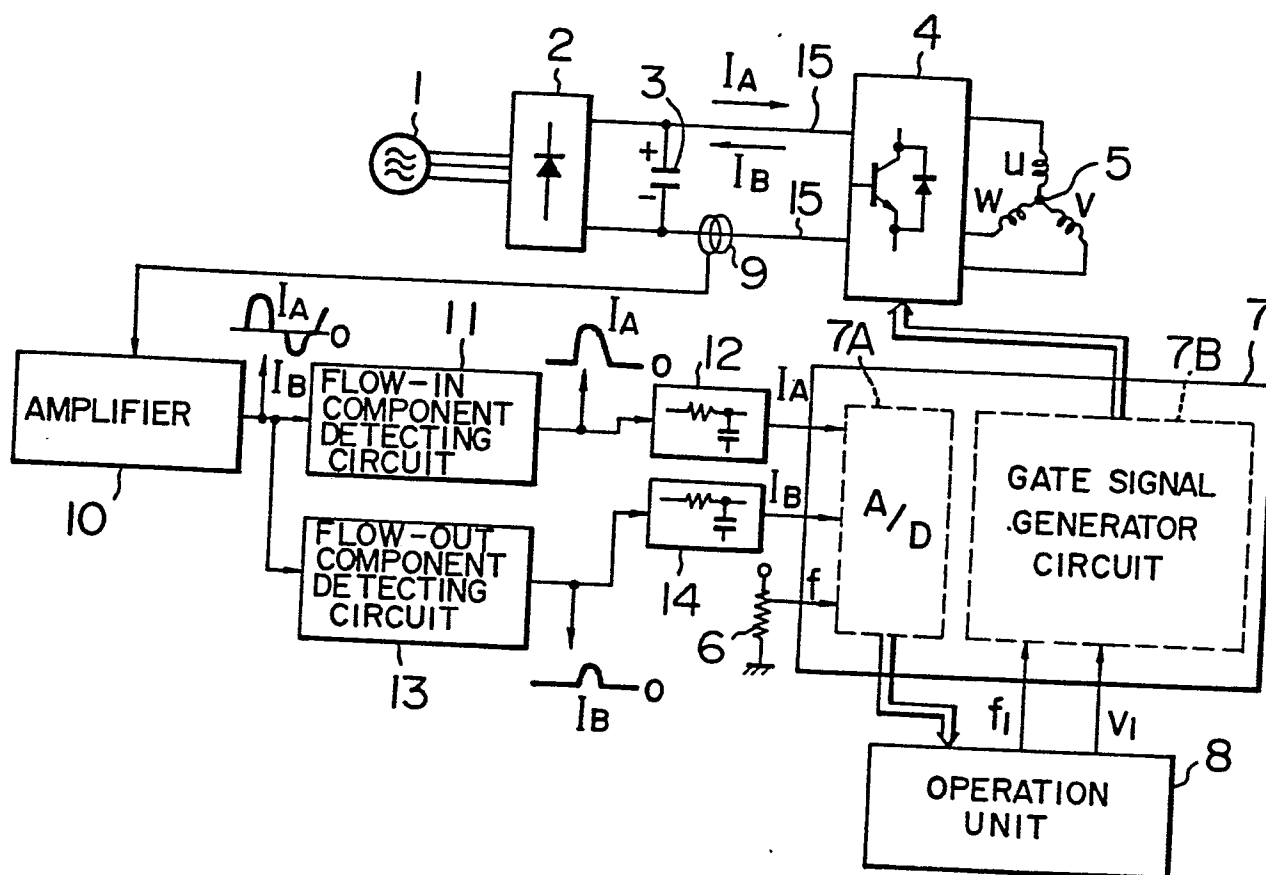 1
2
3
4
15
IA
IB
+
-
15
9
U
W
V
5
IA
0
IB
AMPLIFIER
10
11
FLOW-IN
COMPONENT
DETECTING
CIRCUIT
IA
0
12
IA
13
FLOW-OUT
COMPONENT
DETECTING
CIRCUIT
IB
0
14
IB
f
6
7
7A
A/D
7B
GATE SIGNAL
GENERATOR
CIRCUIT
f1
V1
OPERATION
UNIT
8